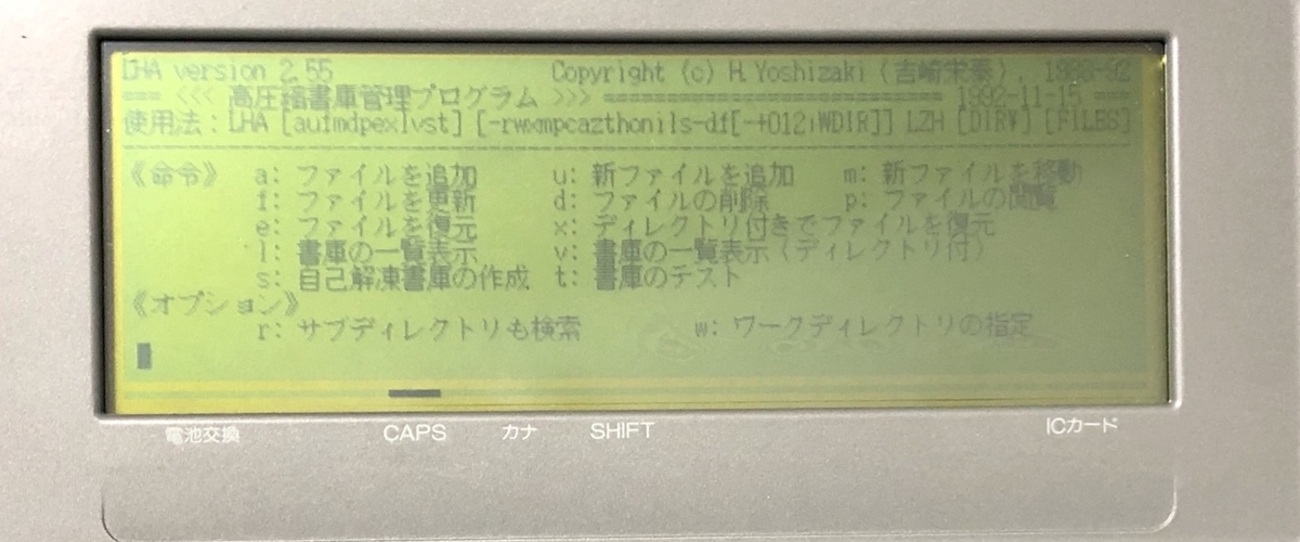 LHA version 2.55 Copyright (c) H.Yoshizaki (吉崎栄泰), 1988-92
=== <<< 高圧縮書庫管理プログラム >>> ======================== 1992-11-15 ===
使用法: LHA [aufmdpexlvst] [-rwxmpcazthonils-df[-+012|WDIR]] LZH [DIR¥] [FILES]
《命令》 a: ファイルを追加 u: 新ファイルを追加 m: 新ファイルを移動
f: ファイルを更新 d: ファイルの削除 p: ファイルの閲覧
e: ファイルを復元 x: ディレクトリ付きでファイルを復元
l: 書庫の一覧表示 v: 書庫の一覧表示(ディレクトリ付)
s: 自己解凍書庫の作成 t: 書庫のテスト
《オプション》
r: サブディレクトリも検索 w: ワークディレクトリの指定
電池交換 CAPS カナ SHIFT ICカード